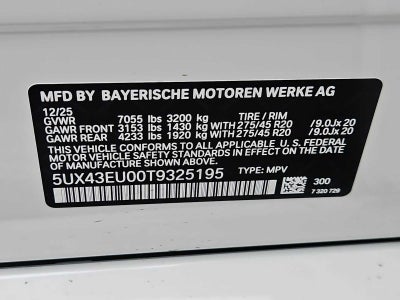 MFD BY BAYERISCHE MOTOREN WERKE AG
12/25
GVWR 7055 lbs 3200 kg TIRE / RIM
GAWR FRONT 3153 lbs 1430 kg WITH 275/45 R20 /9.0Jx 20
GAWR REAR 4233 lbs 1920 kg WITH 275/45 R20 /9.0Jx 20
THIS VEHICLE CONFORMS TO ALL APPLICABLE U. S. FEDERAL
MOTOR VEHICLE SAFETY STANDARDS IN EFFECT ON THE
DATE OF MANUFACTURE SHOWN ABOVE.
5UX43EU00T9325195 TYPE: MPV
300
7 320 729